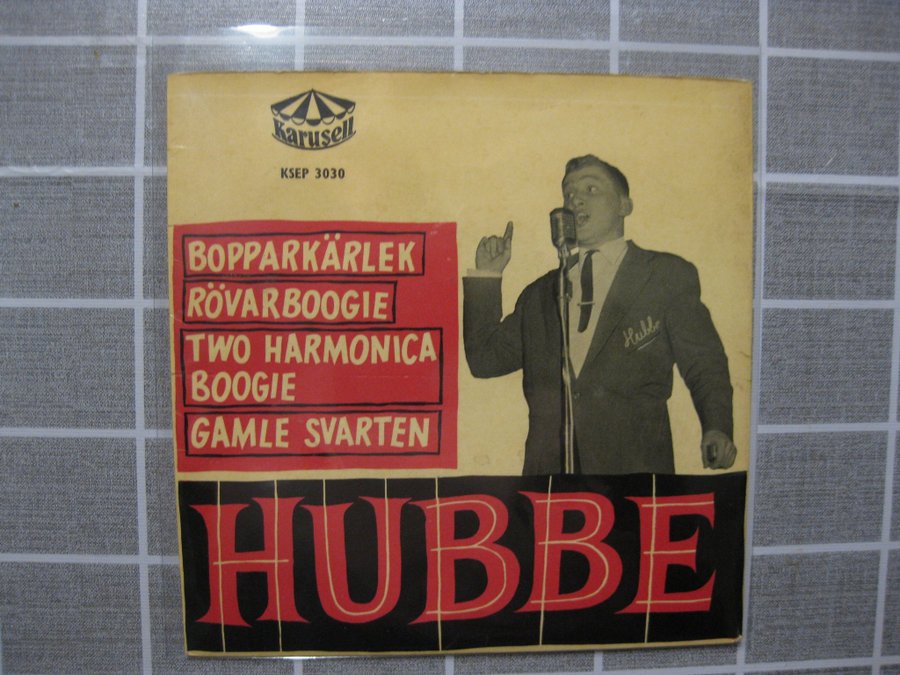 Karusell
KSEP 3030
BOPPARKÄRLEK
RÖVARBOOGIE
TWO HARMONICA
BOOGIE
GAMLE SVARTEN
Hubbe
HUBBE